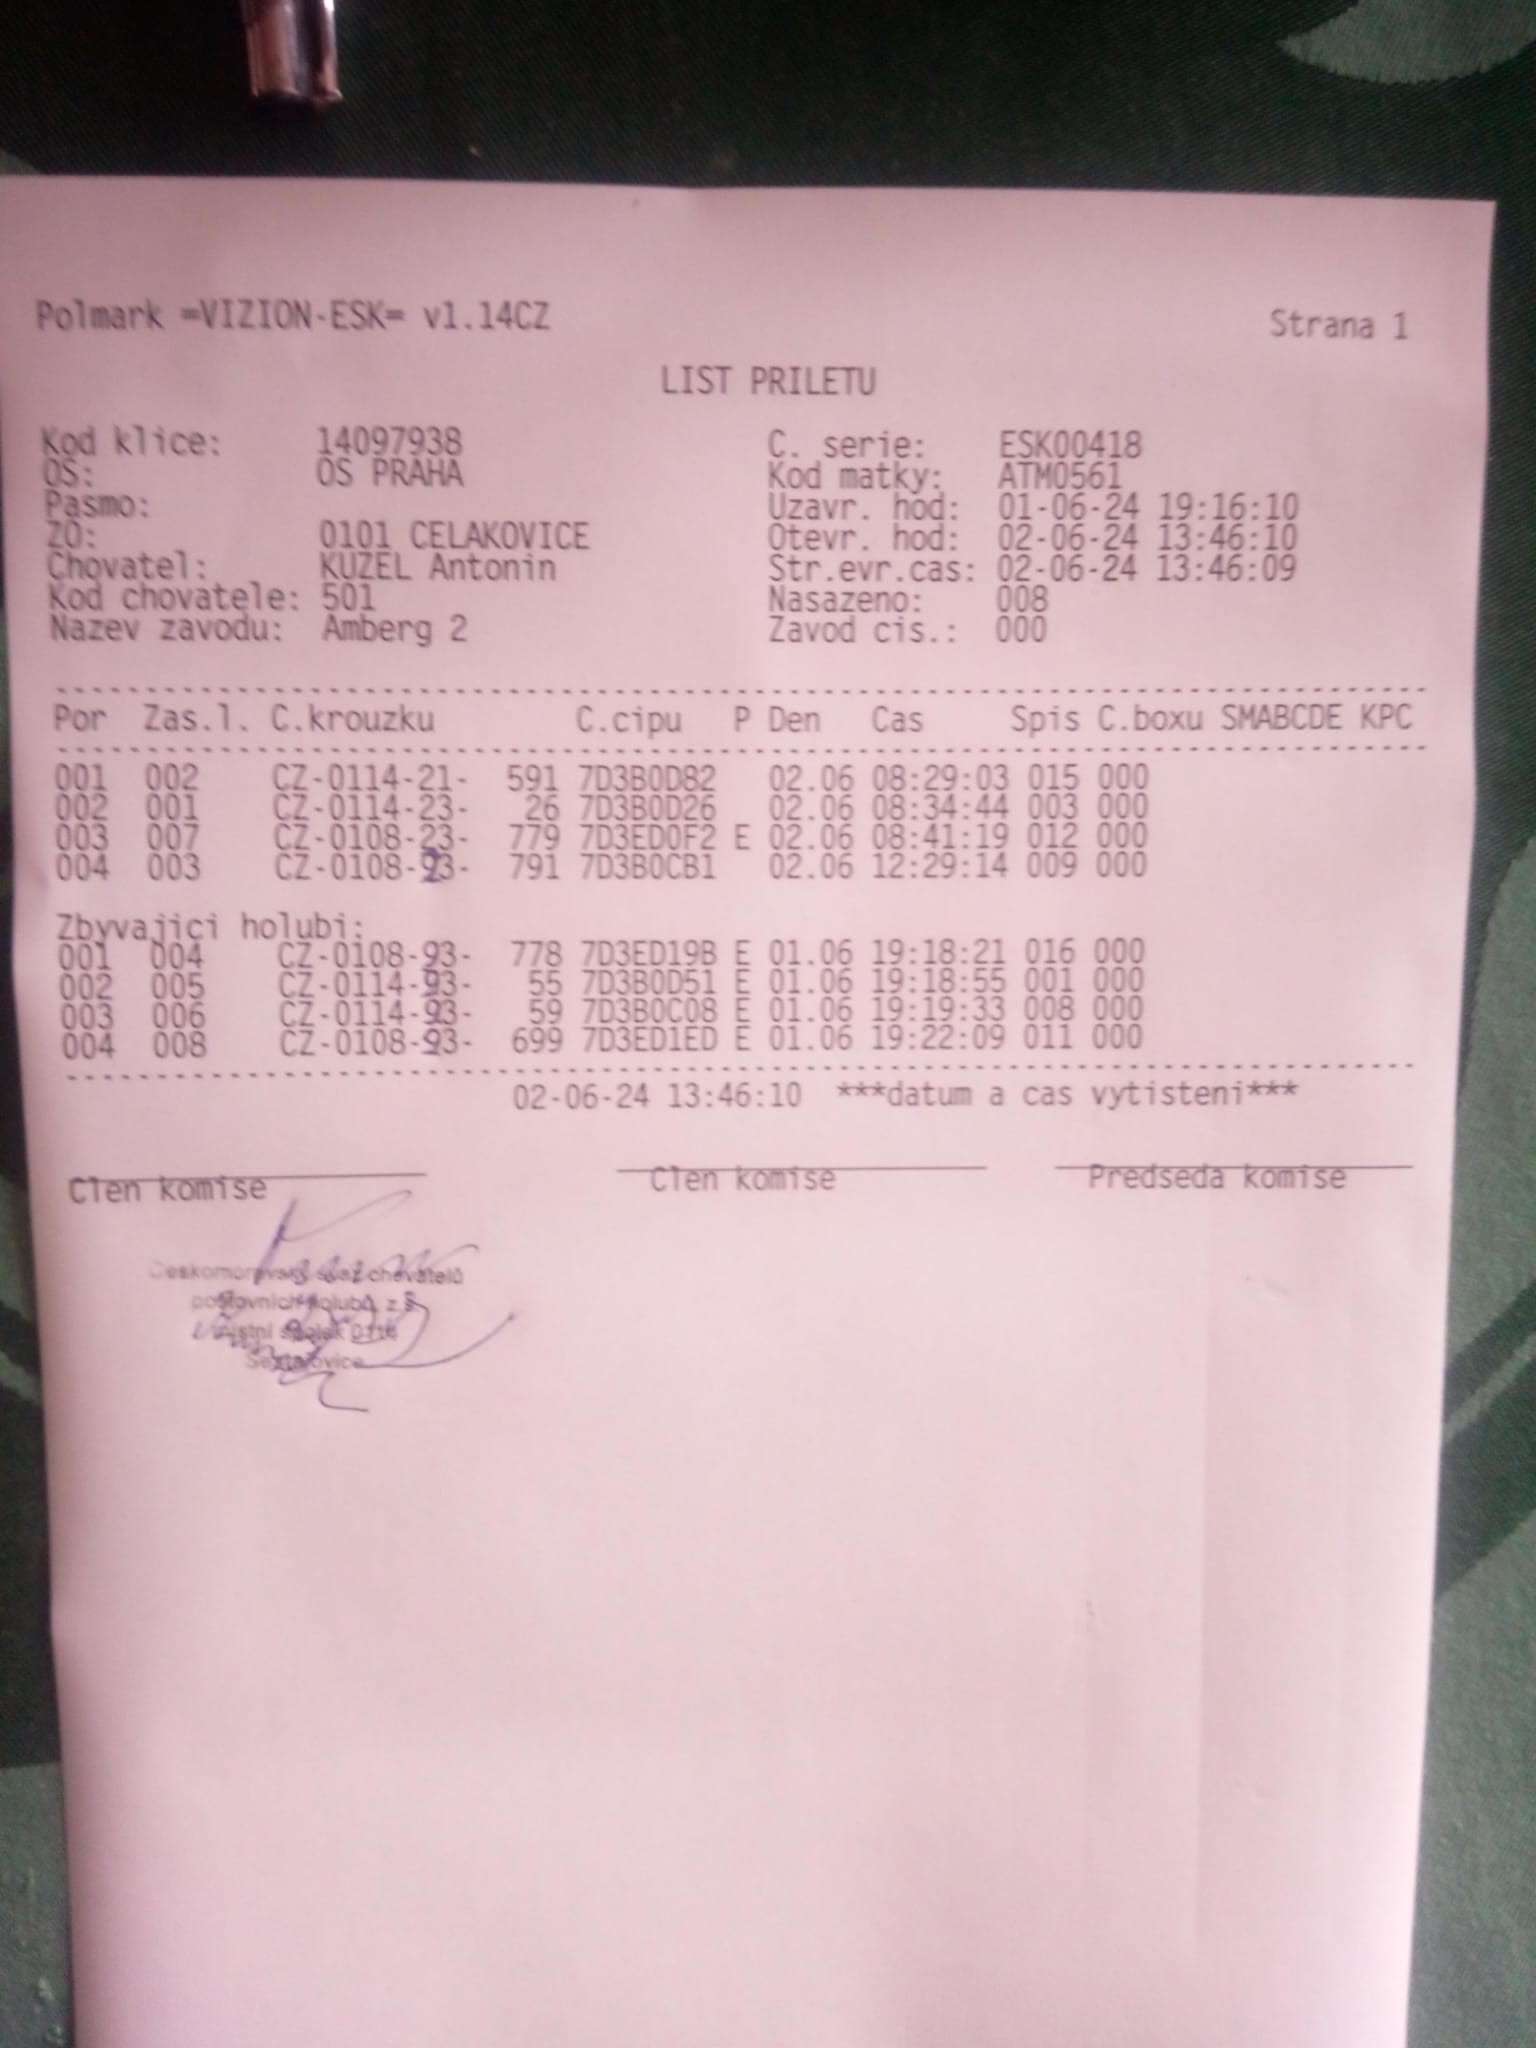 Polmark =VIZION-ESK= v1.14CZ Strana 1
LIST PRILETU
Kod klice: 14097938 C. serie: ESK00418
OS: OS PRAHA Kod matky: ATM0561
Pasmo: Uzavr. hod: 01-06-24 19:16:10
ZO: 0101 CELAKOVICE Otevr. hod: 02-06-24 13:46:10
Chovatel: KUZEL Antonin Str.evr.cas: 02-06-24 13:46:09
Kod chovatele: 501 Nasazeno: 008
Nazev zavodu: Amberg 2 Zavod cis.: 000
Por Zas.l. C.krouzku C.cipu P Den Cas Spis C.boxu SMABCDE KPC
001 002 CZ-0114-21- 591 7D3B0D82 02.06 08:29:03 015 000
002 001 CZ-0114-23- 26 7D3B0D26 02.06 08:34:44 003 000
003 007 CZ-0108-23- 779 7D3ED0F2 E 02.06 08:41:19 012 000
004 003 CZ-0108-23- 791 7D3B0CB1 02.06 12:29:14 009 000
Zbyvajici holubi:
001 004 CZ-0108-93- 778 7D3ED19B E 01.06 19:18:21 016 000
002 005 CZ-0114-93- 55 7D3B0D51 E 01.06 19:18:55 001 000
003 006 CZ-0114-93- 59 7D3B0C08 E 01.06 19:19:33 008 000
004 008 CZ-0108-93- 699 7D3ED1ED E 01.06 19:22:09 011 000
02-06-24 13:46:10 ***datum a cas vytisteni***
Clen komise Clen komise Predseda komise
Českomoravský svaz chovatelů
poštovních holubů, z.s.